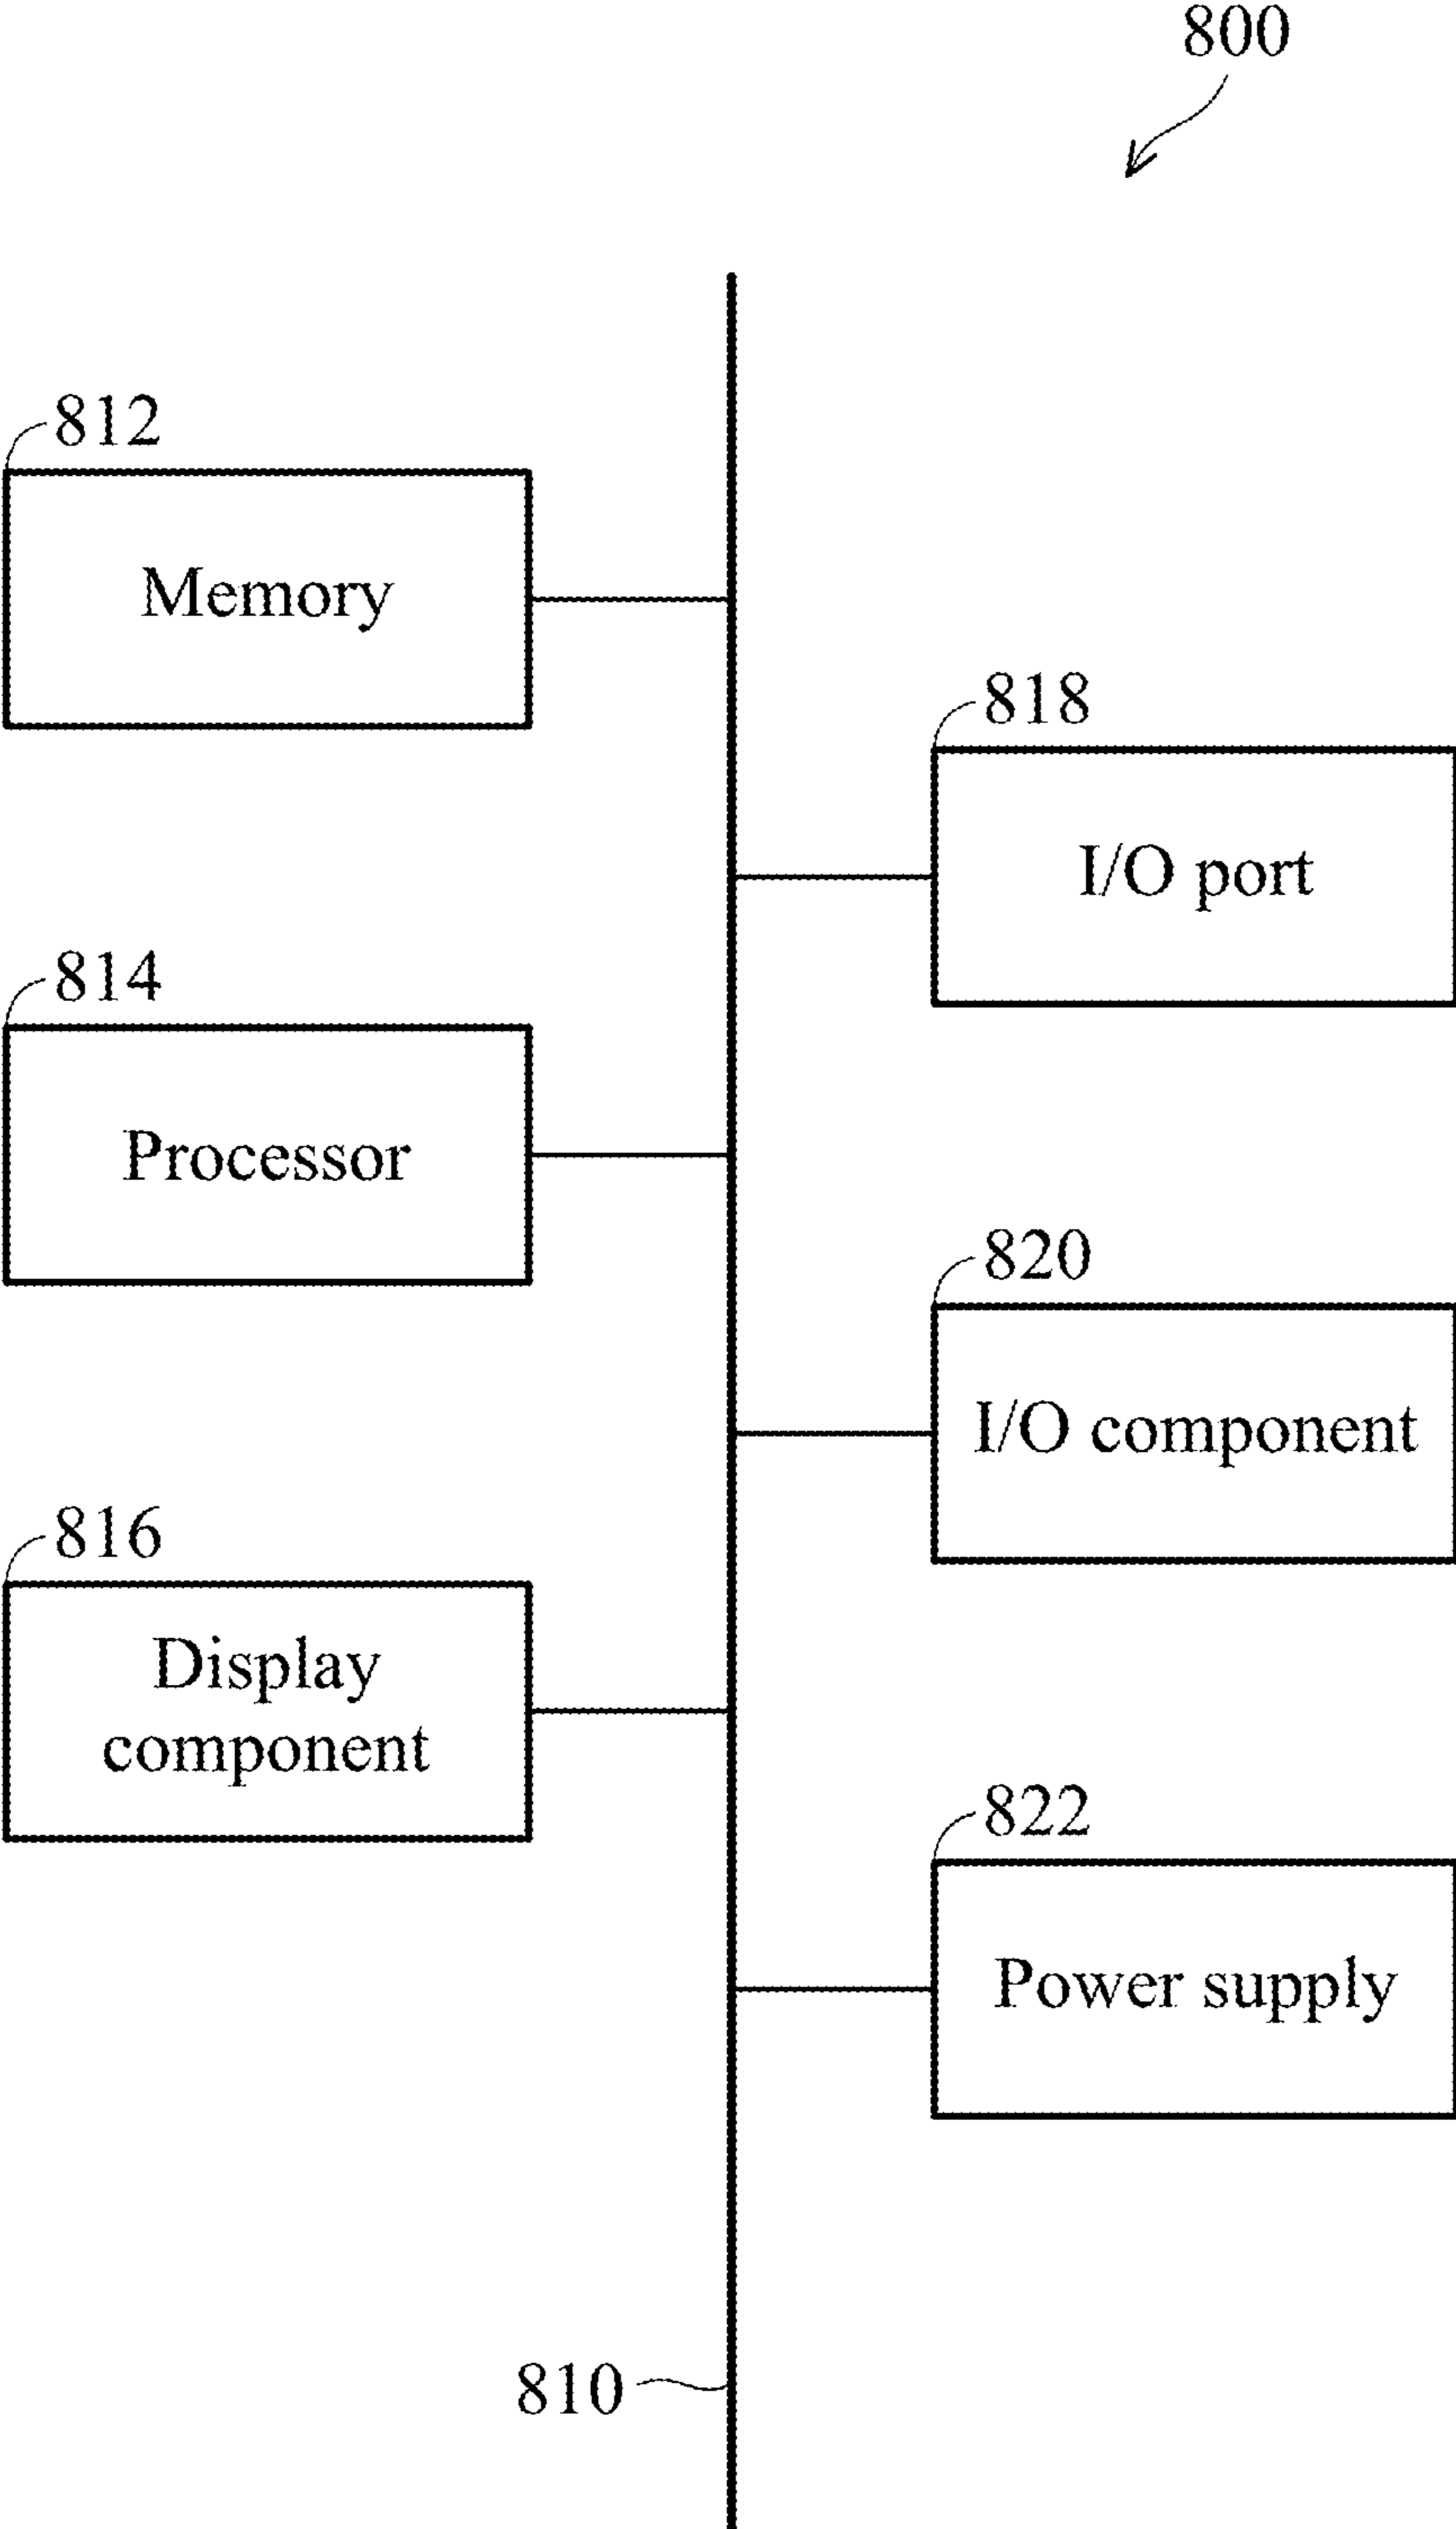 800
812
Memory
818
I/O port
814
Processor
820
I/O component
816
Display
component
822
Power supply
810